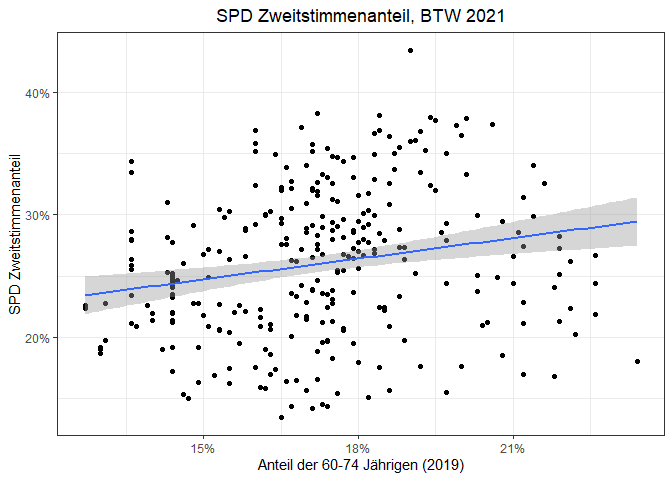 SPD Zweitstimmenanteil, BTW 2021
40%
30%
20%
SPD Zweitstimmenanteil
15%
18%
21%
Anteil der 60-74 Jährigen (2019)